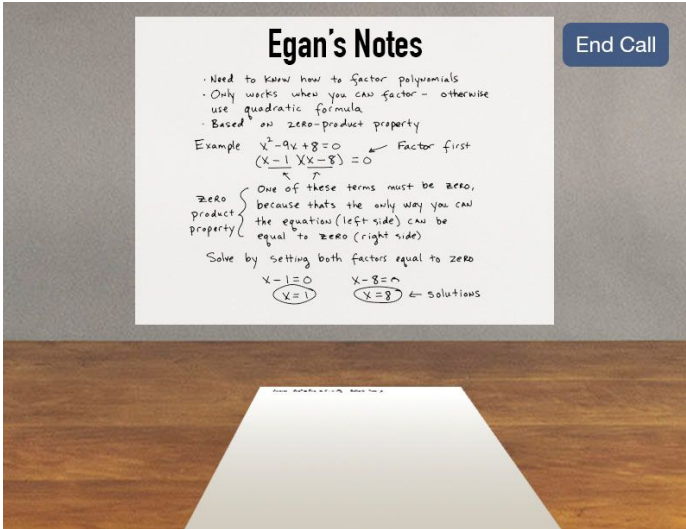 Egan's Notes
End Call
· Need to know how to factor polynomials
· Only works when you can factor - otherwise
use quadratic formula
· Based on zero-product property
Example x²-9x+8=0 ← Factor first
(x-1)(x-8) = 0
zero
product
property
One of these terms must be zero,
because thats the only way you can
the equation (left side) can be
equal to zero (right side)
Solve by setting both factors equal to zero
x-1=0 x-8=0
x=1 x=8 ← solutions